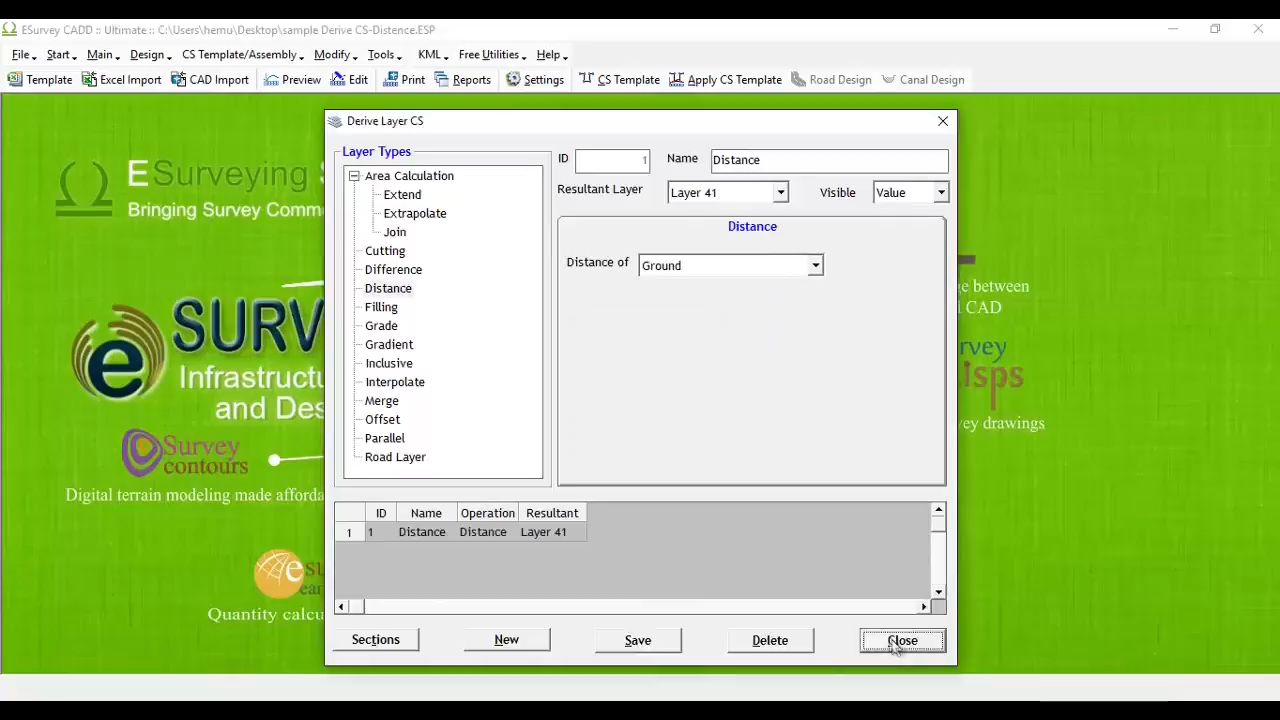 ESurvey CADD :: Ultimate :: C:\Users\hemu\Desktop\sample Derive CS-Distence.ESP
File Start Main Design CS Template/Assembly Modify Tools KML Free Utilities Help
Template Excel Import CAD Import Preview Edit Print Reports Settings CS Template Apply CS Template Road Design Canal Design
Derive Layer CS
Layer Types
Area Calculation
Extend
Extrapolate
Join
Cutting
Difference
Distance
Filling
Grade
Gradient
Inclusive
Interpolate
Merge
Offset
Parallel
Road Layer
ID 1 Name Distance
Resultant Layer Layer 41 Visible Value
Distance
Distance of Ground
ID Name Operation Resultant
1 1 Distance Distance Layer 41
Sections New Save Delete Close
ESurveying
Bringing Survey
e SURV
Infrastruct
and Des
Survey
contours
Digital terrain modeling made
Quantity
between
CAD
rvey
isps
drawings